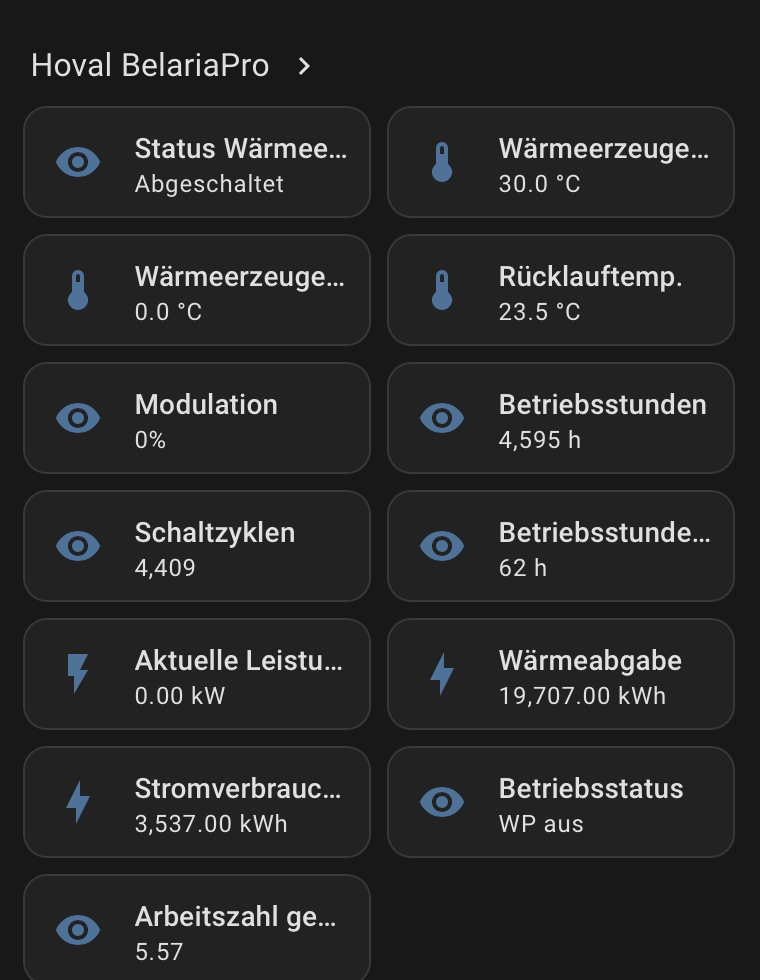 Hoval BelariaPro
Status Wärmee...
Abgeschaltet
Wärmeerzeuge...
30.0 °C
Wärmeerzeuge...
0.0 °C
Rücklauftemp.
23.5 °C
Modulation
0%
Betriebsstunden
4,595 h
Schaltzyklen
4,409
Betriebsstunde...
62 h
Aktuelle Leistu...
0.00 kW
Wärmeabgabe
19,707.00 kWh
Stromverbrauc...
3,537.00 kWh
Betriebsstatus
WP aus
Arbeitszahl ge...
5.57